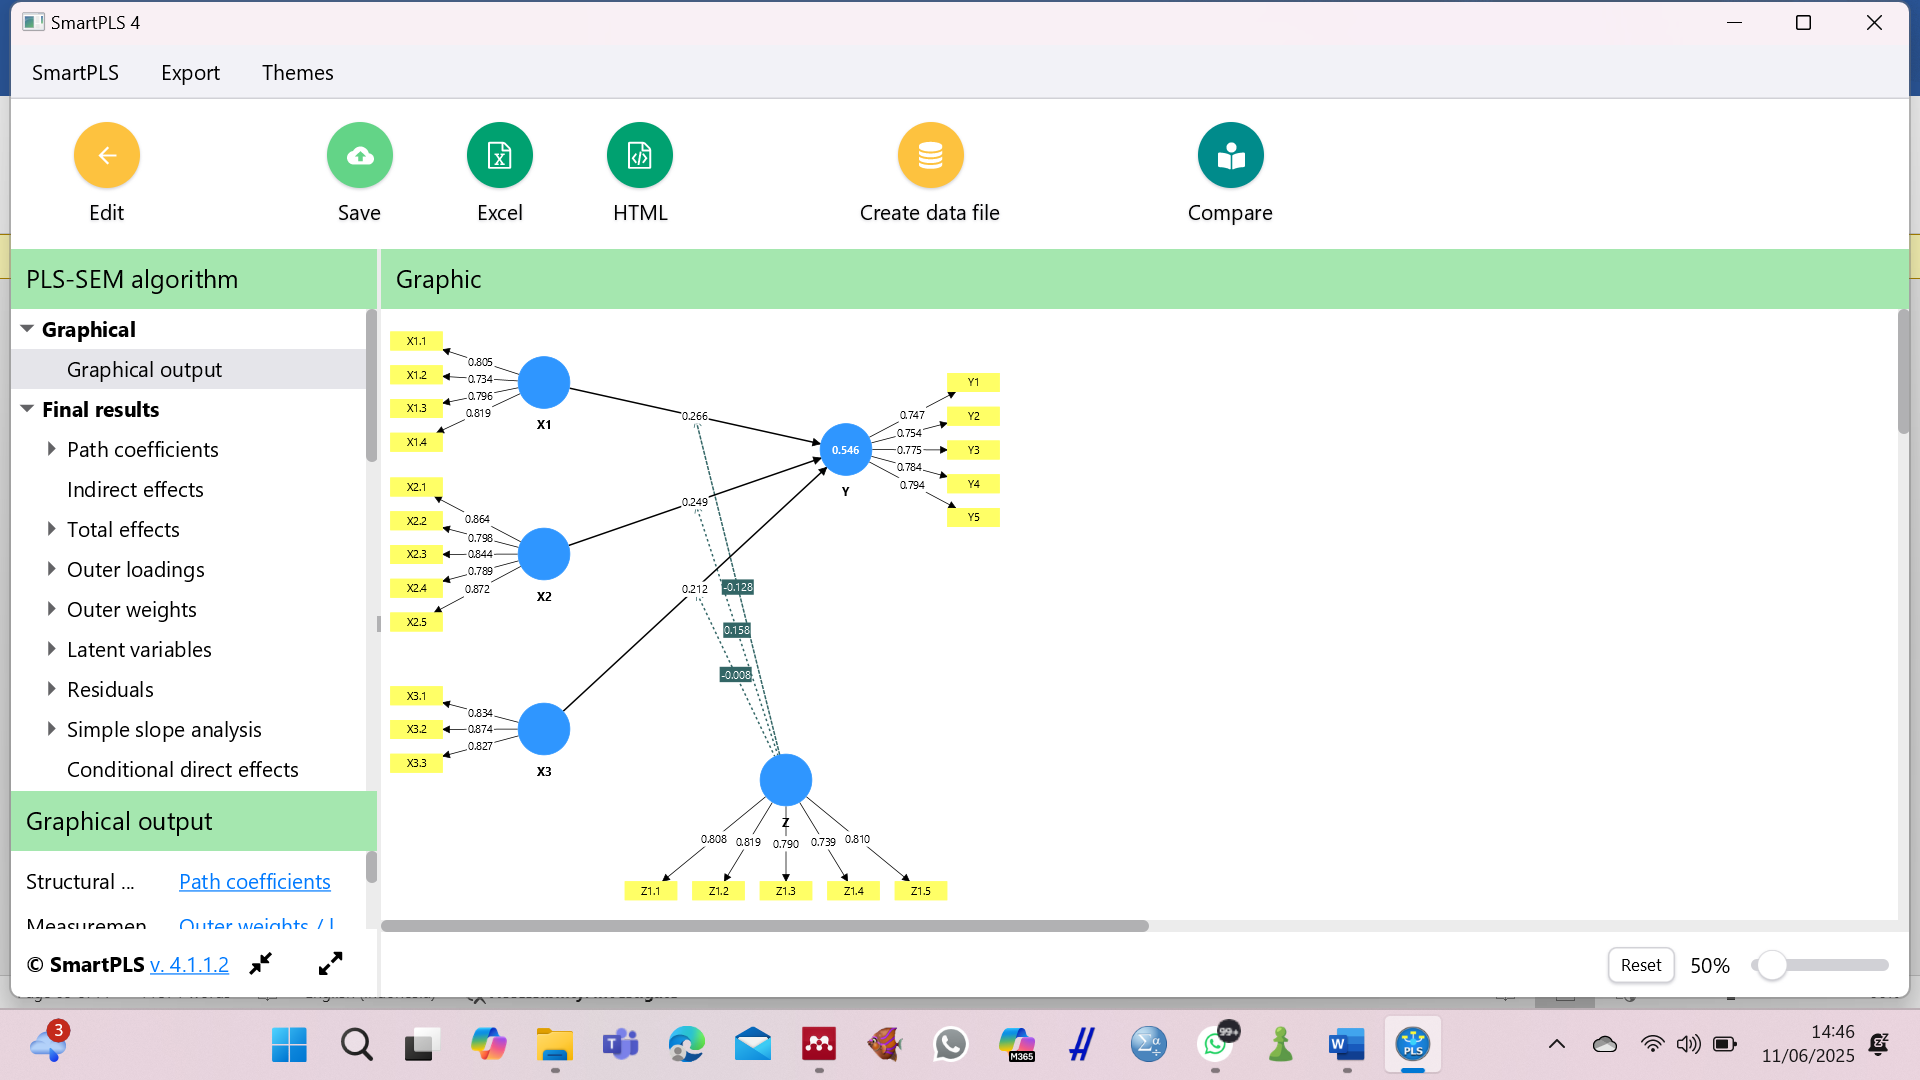 SmartPLS 4
SmartPLS Export Themes
Edit Save Excel HTML Create data file Compare
PLS-SEM algorithm
Graphical
Graphical output
Final results
Path coefficients
Indirect effects
Total effects
Outer loadings
Outer weights
Latent variables
Residuals
Simple slope analysis
Conditional direct effects
Graphical output
Structural ... Path coefficients
Measuremen Outer weights / l
© SmartPLS v. 4.1.1.2
Graphic
X1.1
X1.2
X1.3
X1.4
0.805
0.734
0.796
0.819
X1
X2.1
X2.2
X2.3
X2.4
X2.5
0.864
0.798
0.844
0.789
0.872
X2
X3.1
X3.2
X3.3
0.834
0.874
0.827
X3
0.266
0.249
0.212
-0.128
0.158
-0.008
0.546
Y
0.747
0.754
0.775
0.784
0.794
Y1
Y2
Y3
Y4
Y5
Z
0.808 0.819 0.790 0.739 0.810
Z1.1 Z1.2 Z1.3 Z1.4 Z1.5
Reset 50%
3
M365
99+
W
PLS
14:46
11/06/2025